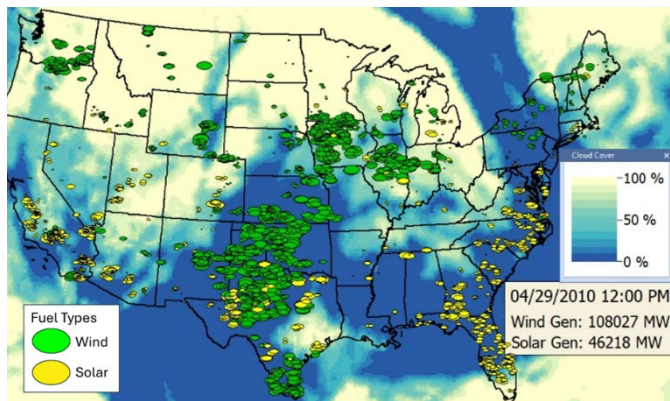 Cloud Cover
100 %
50 %
0 %
04/29/2010 12:00 PM
Wind Gen: 108027 MW
Solar Gen: 46218 MW
Fuel Types
Wind
Solar